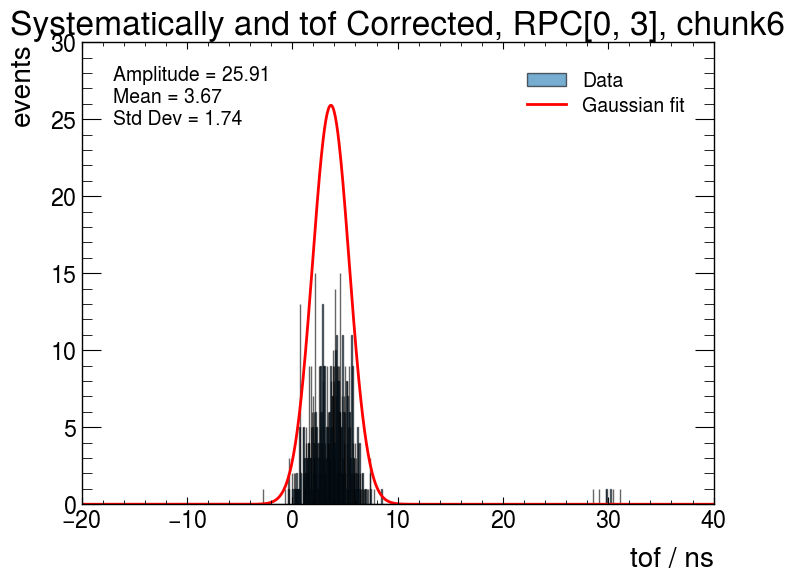 Systematically and tof Corrected, RPC[0, 3], chunk6
events
30
25
20
15
10
5
0
Amplitude = 25.91
Mean = 3.67
Std Dev = 1.74
Data
Gaussian fit
−20
−10
0
10
20
30
40
tof / ns